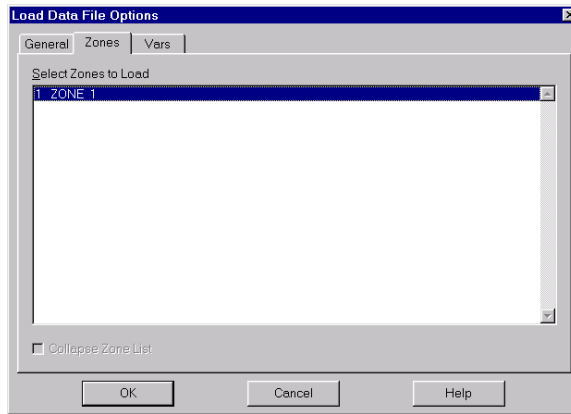 Load Data File Options
General Zones Vars
Select Zones to Load
1 ZONE 1
Collapse Zone List
OK Cancel Help